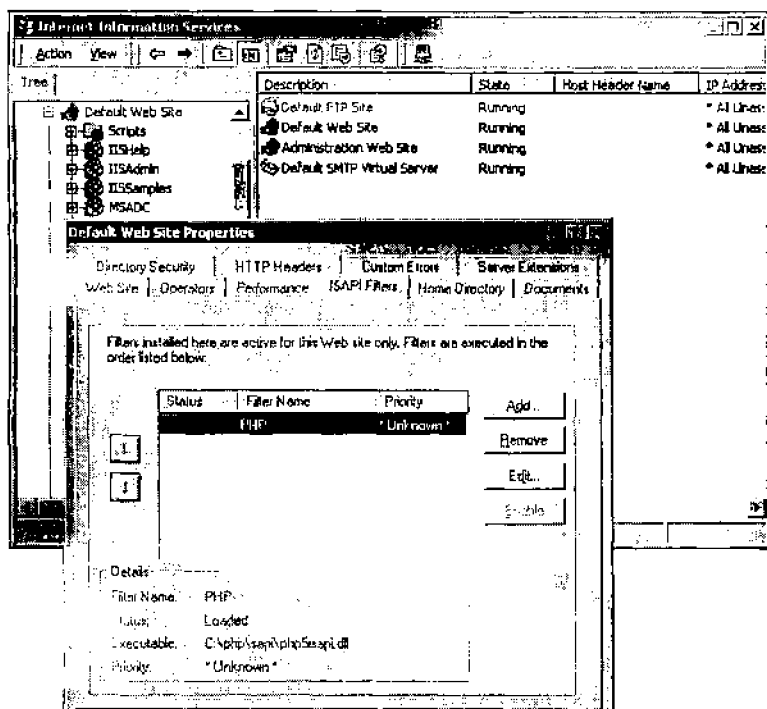 Internet Information Services
Action View
Tree
Description State Host Header Name IP Address
Default Web Site
Scripts
IISHelp
IISAdmin
IISSamples
MSADC
Default FTP Site Running * All Unass
Default Web Site Running * All Unass
Administration Web Site Running * All Unass
Default SMTP Virtual Server Running * All Unass
Default Web Site Properties
Directory Security HTTP Headers Custom Errors Server Extensions
Web Site Operators Performance ISAPI Filters Home Directory Documents
Filters installed here are active for this Web site only. Filters are executed in the
order listed below:
Status Filter Name Priority
PHP * Unknown *
Add...
Remove
Edit...
Enable
Details
Filter Name: PHP
Status: Loaded
Executable: C:\php\sapi\php5isapi.dll
Priority: * Unknown *